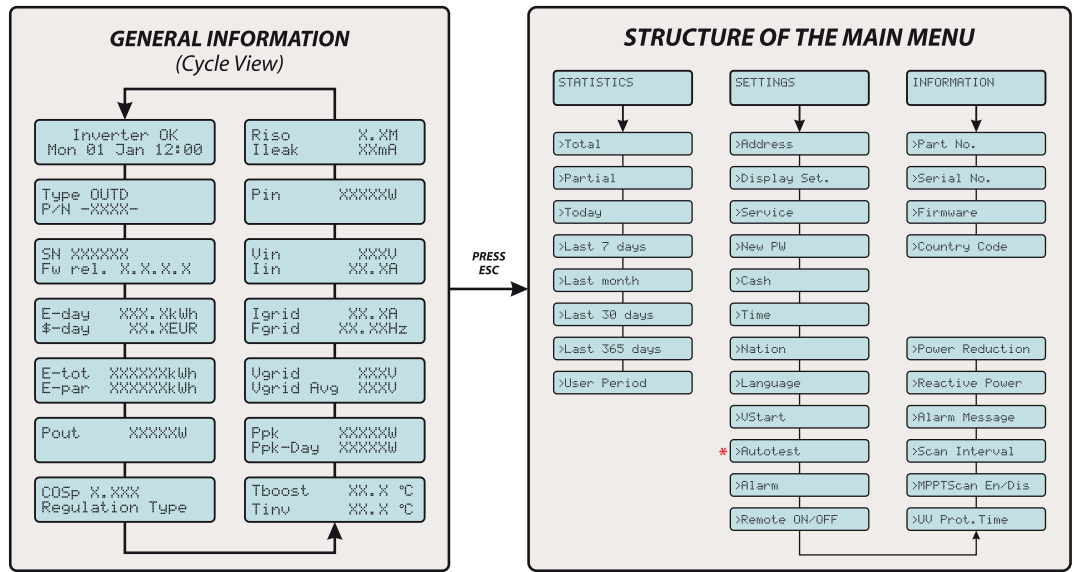 GENERAL INFORMATION
(Cycle View)
Inverter OK
Mon 01 Jan 12:00
Type OUTD
P/N -XXXX-
SN XXXXXX
Fw rel. X.X.X.X
E-day XXX.XkWh
$-day XX.XEUR
E-tot XXXXXXkWh
E-par XXXXXXkWh
Pout XXXXXW
COSp X.XXX
Regulation Type
Riso X.XM
Ileak XXmA
Pin XXXXXW
Vin XXXV
Iin XX.XA
Igrid XX.XA
Fgrid XX.XXHz
Vgrid XXXV
Vgrid Avg XXXV
Ppk XXXXXW
Ppk-Day XXXXXW
Tboost XX.X °C
Tinv XX.X °C
PRESS
ESC
STRUCTURE OF THE MAIN MENU
STATISTICS
>Total
>Partial
>Today
>Last 7 days
>Last month
>Last 30 days
>Last 365 days
>User Period
SETTINGS
>Address
>Display Set.
>Service
>New PW
>Cash
>Time
>Nation
>Language
>VStart
* >Autotest
>Alarm
>Remote ON/OFF
INFORMATION
>Part No.
>Serial No.
>Firmware
>Country Code
>Power Reduction
>Reactive Power
>Alarm Message
>Scan Interval
>MPPTScan En/Dis
>UV Prot.Time